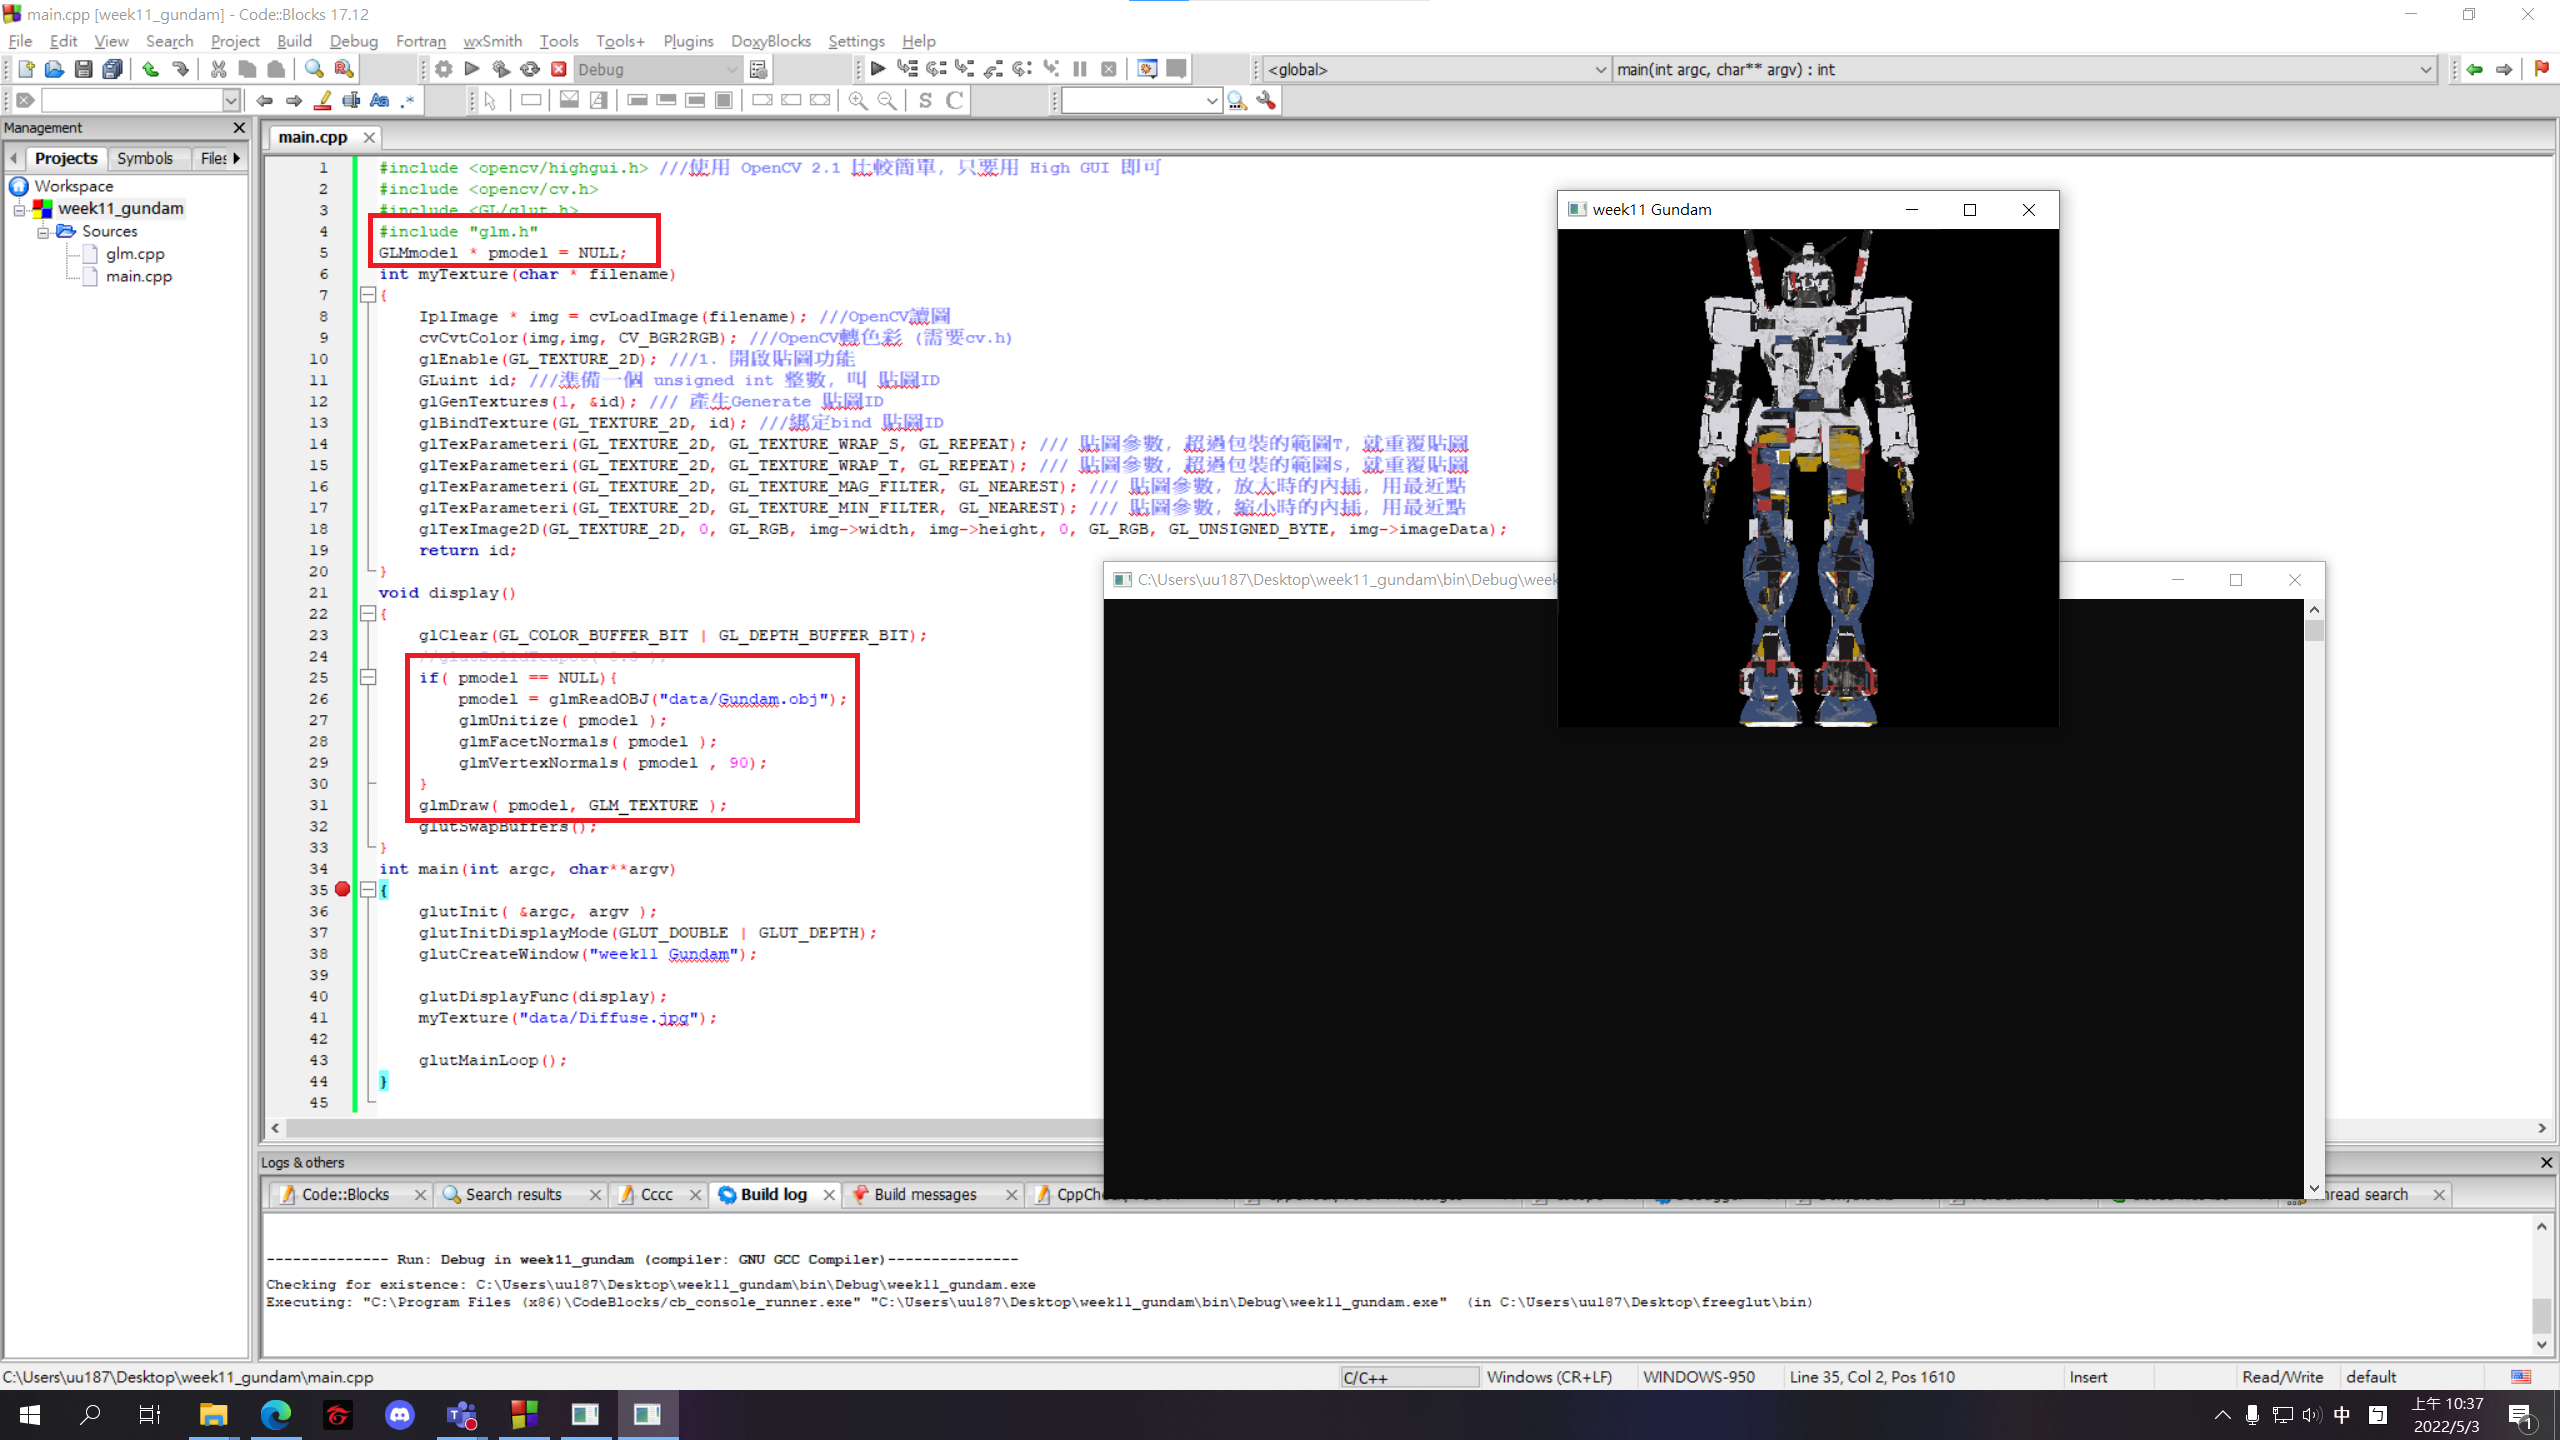 main.cpp [week11_gundam] - Code::Blocks 17.12
File Edit View Search Project Build Debug Fortran wxSmith Tools Tools+ Plugins DoxyBlocks Settings Help
Debug
<global>
main(int argc, char** argv) : int
Management
Projects Symbols Files
Workspace
week11_gundam
Sources
glm.cpp
main.cpp
main.cpp
1 #include <opencv/highgui.h> ///使用 OpenCV 2.1 比較簡單, 只要用 High GUI 即可
2 #include <opencv/cv.h>
3 #include <GL/glut.h>
4 #include "glm.h"
5 GLMmodel * pmodel = NULL;
6 int myTexture(char * filename)
7 {
8 IplImage * img = cvLoadImage(filename); ///OpenCV讀圖
9 cvCvtColor(img,img, CV_BGR2RGB); ///OpenCV轉色彩 (需要cv.h)
10 glEnable(GL_TEXTURE_2D); ///1. 開啟貼圖功能
11 GLuint id; ///準備一個 unsigned int 整數, 叫 貼圖ID
12 glGenTextures(1, &id); /// 產生Generate 貼圖ID
13 glBindTexture(GL_TEXTURE_2D, id); ///綁定bind 貼圖ID
14 glTexParameteri(GL_TEXTURE_2D, GL_TEXTURE_WRAP_S, GL_REPEAT); /// 貼圖參數, 超過包裝的範圖T, 就重覆貼圖
15 glTexParameteri(GL_TEXTURE_2D, GL_TEXTURE_WRAP_T, GL_REPEAT); /// 貼圖參數, 超過包裝的範圖S, 就重覆貼圖
16 glTexParameteri(GL_TEXTURE_2D, GL_TEXTURE_MAG_FILTER, GL_NEAREST); /// 貼圖參數, 放大時的內插, 用最近點
17 glTexParameteri(GL_TEXTURE_2D, GL_TEXTURE_MIN_FILTER, GL_NEAREST); /// 貼圖參數, 縮小時的內插, 用最近點
18 glTexImage2D(GL_TEXTURE_2D, 0, GL_RGB, img->width, img->height, 0, GL_RGB, GL_UNSIGNED_BYTE, img->imageData);
19 return id;
20 }
21 void display()
22 {
23 glClear(GL_COLOR_BUFFER_BIT | GL_DEPTH_BUFFER_BIT);
24 //glutSolidTeapot( 0.3 );
25 if( pmodel == NULL){
26 pmodel = glmReadOBJ("data/Gundam.obj");
27 glmUnitize( pmodel );
28 glmFacetNormals( pmodel );
29 glmVertexNormals( pmodel , 90);
30 }
31 glmDraw( pmodel, GLM_TEXTURE );
32 glutSwapBuffers();
33 }
34 int main(int argc, char**argv)
35 {
36 glutInit( &argc, argv );
37 glutInitDisplayMode(GLUT_DOUBLE | GLUT_DEPTH);
38 glutCreateWindow("week11 Gundam");
39
40 glutDisplayFunc(display);
41 myTexture("data/Diffuse.jpg");
42
43 glutMainLoop();
44 }
45
week11 Gundam
C:\Users\uu187\Desktop\week11_gundam\bin\Debug\week
Logs & others
Code::Blocks Search results Cccc Build log Build messages CppChec
hread search
-------------- Run: Debug in week11_gundam (compiler: GNU GCC Compiler)---------------
Checking for existence: C:\Users\uu187\Desktop\week11_gundam\bin\Debug\week11_gundam.exe
Executing: "C:\Program Files (x86)\CodeBlocks/cb_console_runner.exe" "C:\Users\uu187\Desktop\week11_gundam\bin\Debug\week11_gundam.exe" (in C:\Users\uu187\Desktop\freeglut\bin)
C:\Users\uu187\Desktop\week11_gundam\main.cpp C/C++ Windows (CR+LF) WINDOWS-950 Line 35, Col 2, Pos 1610 Insert Read/Write default
中 ㄅ 上午 10:37
2022/5/3
1